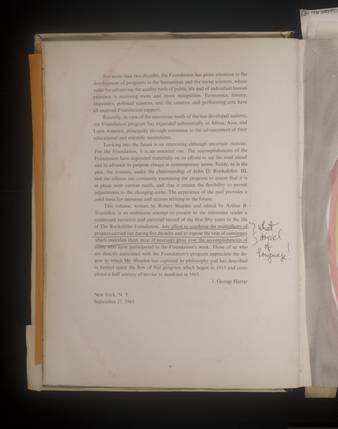 For more than two decades, the Foundation has given attention to the
development of programs in the humanities and the social sciences, whose
value for advancing the quality both of public life and of individual human
existence is receiving more and more recognition. Economics, history,
linguistics, political sciences, and the creative and performing arts have
all received Foundation support.
Recently, in view of the enormous needs of the less developed nations,
the Foundation program has expanded substantially in Africa, Asia, and
Latin America, principally through assistance to the advancement of their
educational and scientific institutions.
Looking into the future is an interesting although uncertain exercise.
For the Foundation, it is an essential one. The accomplishments of the
Foundation have depended materially on its efforts to see the road ahead
and to advance its purpose always in contemporary terms. Today, as in the
past, the trustees, under the chairmanship of John D. Rockefeller, III,
and the officers are constantly examining the program to assure that it is
in phase with current needs, and that it retains the flexibility to permit
adjustments to the changing scene. The experience of the past provides a
solid basis for decisions and actions relating to the future.
This volume, written by Robert Shaplen and edited by Arthur B.
Tourtellot, is an ambitious attempt to present to the interested reader a
condensed narrative and pictorial record of the first fifty years in the life
of The Rockefeller Foundation. Any effort to condense the multiplicity of
projects carried out during five decades and to expose the vein of continuity
which underlies them must of necessity gloss over the accomplishments of
many who have participated in the Foundation's work. Those of us who
are directly associated with the Foundation's program appreciate the de-
gree to which Mr. Shaplen has captured its philosophy and has described
in limited space the flow of that program which began in 1913 and com-
pleted a half century of service to mankind in 1963.
J. George Harrar
New York, N. Y.
September 27, 1963
what
of
language!